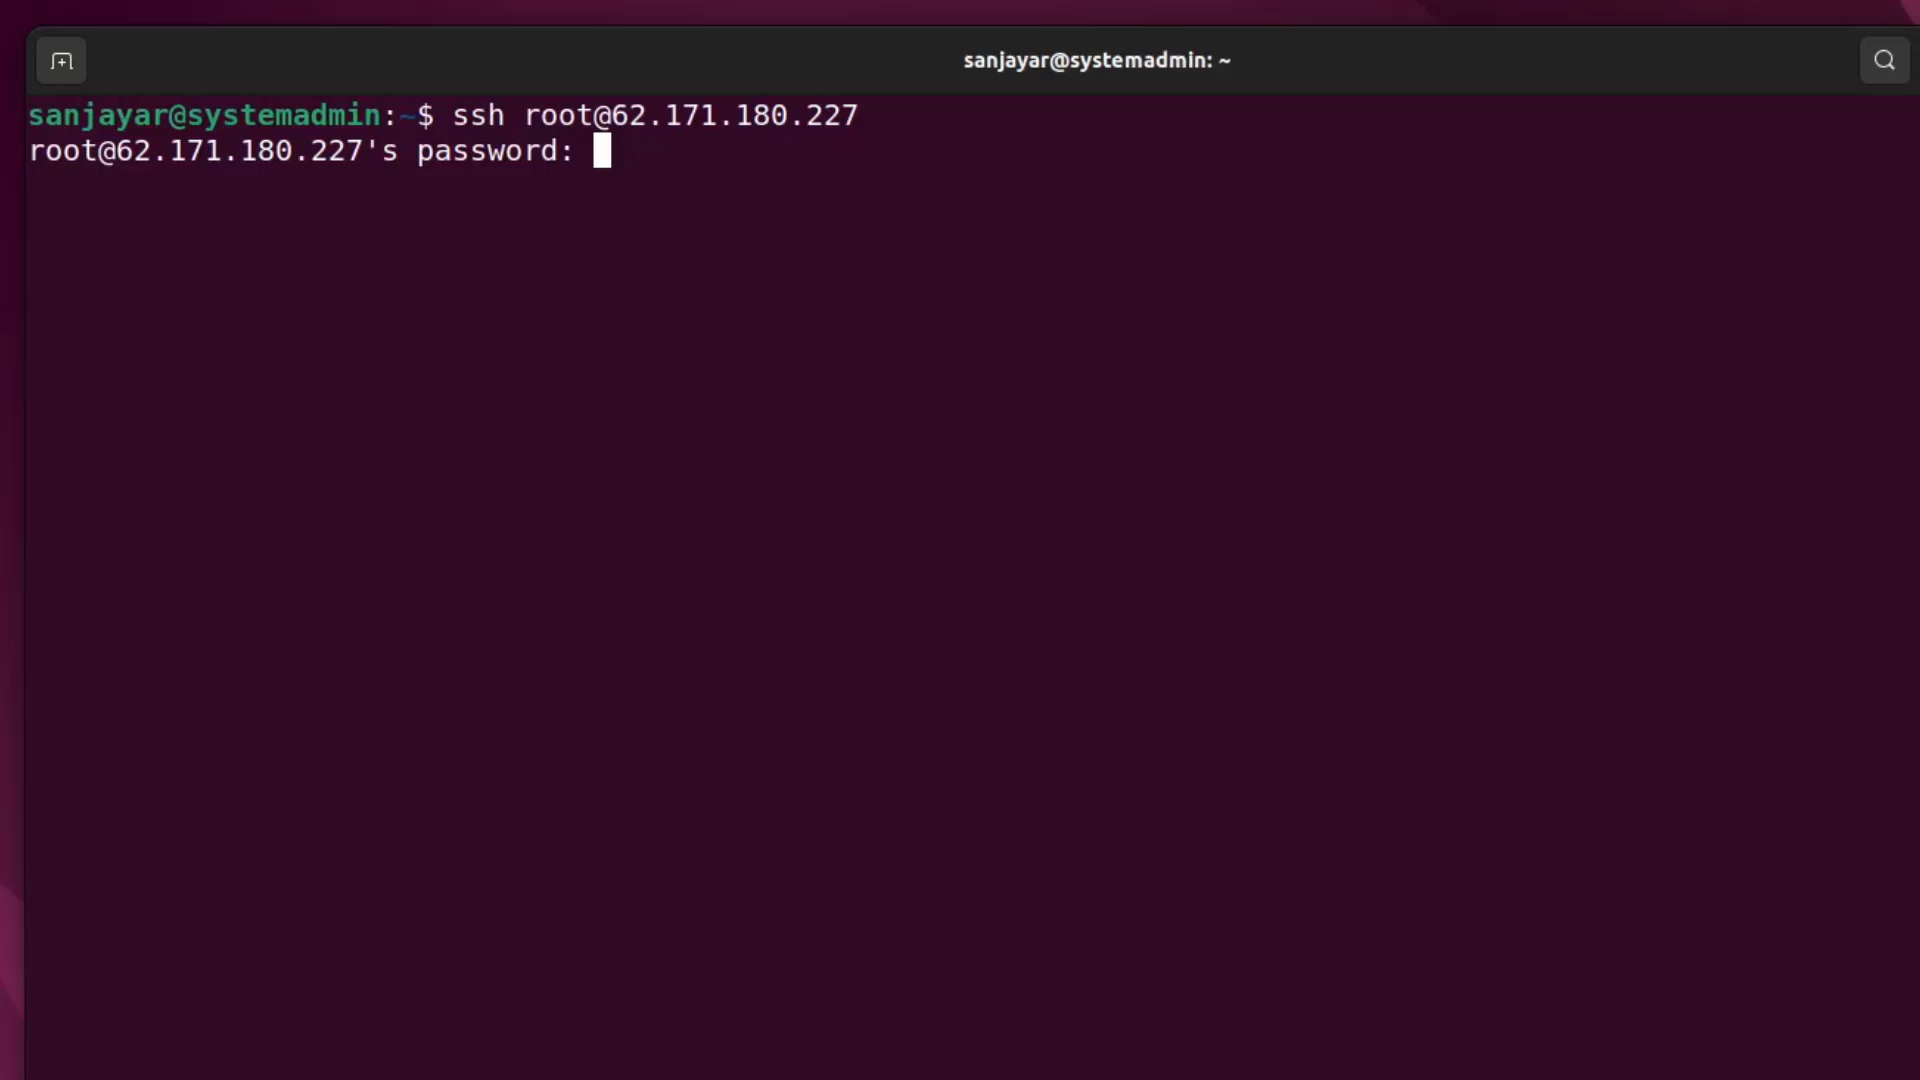 sanjayar@systemadmin: ~
sanjayar@systemadmin:~$ ssh root@62.171.180.227
root@62.171.180.227's password: